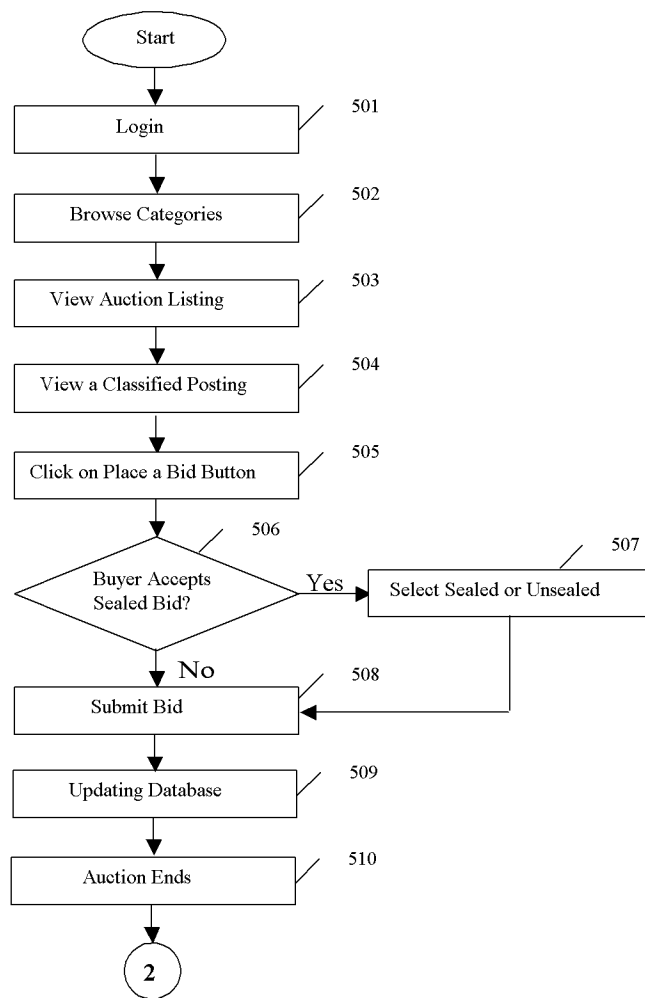 Start
501
Login
502
Browse Categories
503
View Auction Listing
504
View a Classified Posting
505
Click on Place a Bid Button
506
507
Buyer Accepts
Sealed Bid?
Yes
Select Sealed or Unsealed
No
508
Submit Bid
509
Updating Database
510
Auction Ends
2